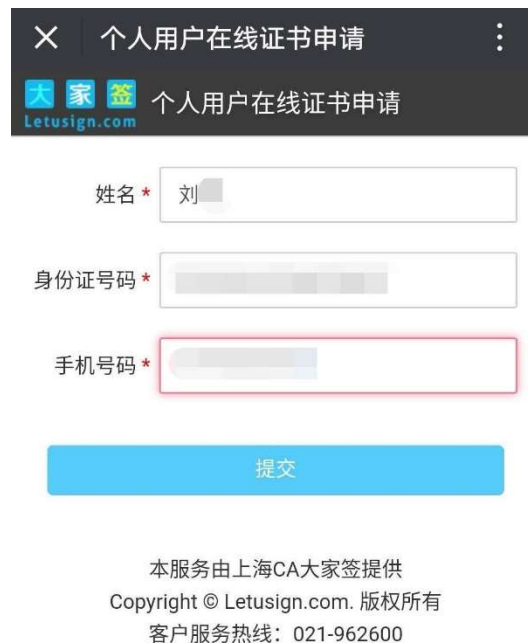 个人用户在线证书申请
大家签
Letusign.com
个人用户在线证书申请
姓名 * 刘
身份证号码 *
手机号码 *
提交
本服务由上海CA大家签提供
Copyright © Letusign.com. 版权所有
客户服务热线：021-962600